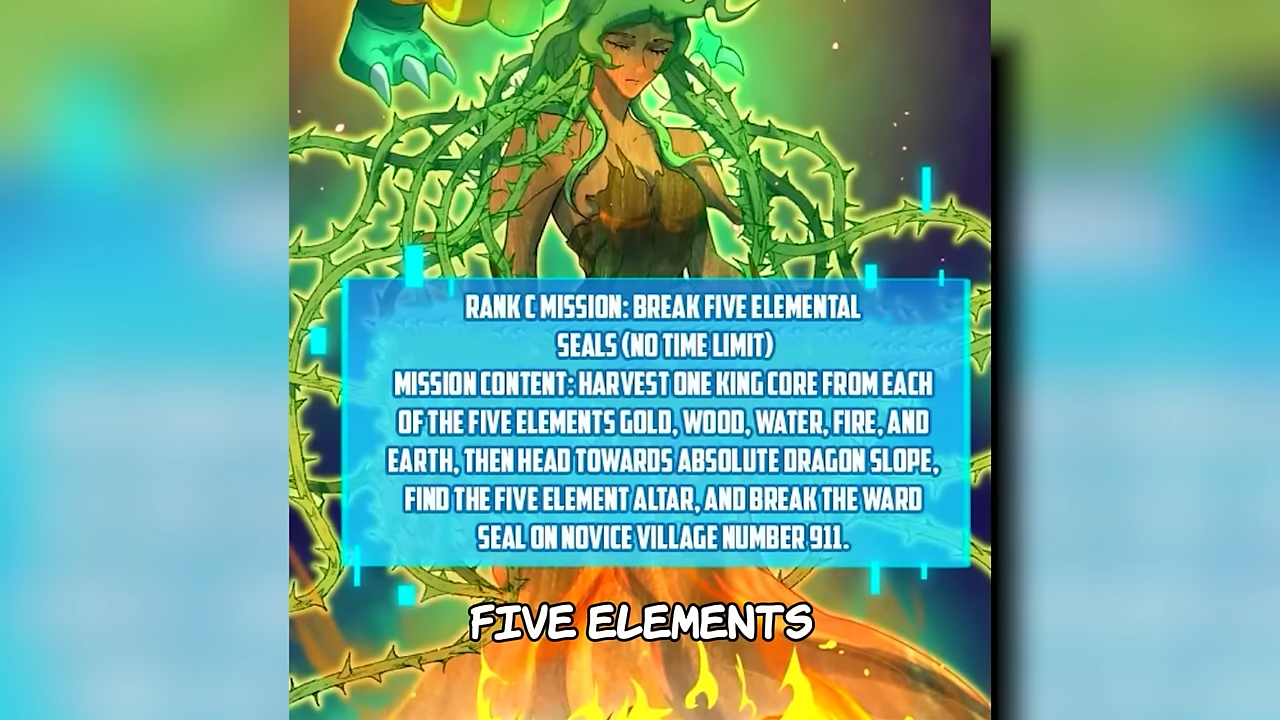 RANK C MISSION: BREAK FIVE ELEMENTAL
SEALS (NO TIME LIMIT)
MISSION CONTENT: HARVEST ONE KING CORE FROM EACH
OF THE FIVE ELEMENTS GOLD, WOOD, WATER, FIRE, AND
EARTH, THEN HEAD TOWARDS ABSOLUTE DRAGON SLOPE,
FIND THE FIVE ELEMENT ALTAR, AND BREAK THE WARD
SEAL ON NOVICE VILLAGE NUMBER 911.
FIVE ELEMENTS